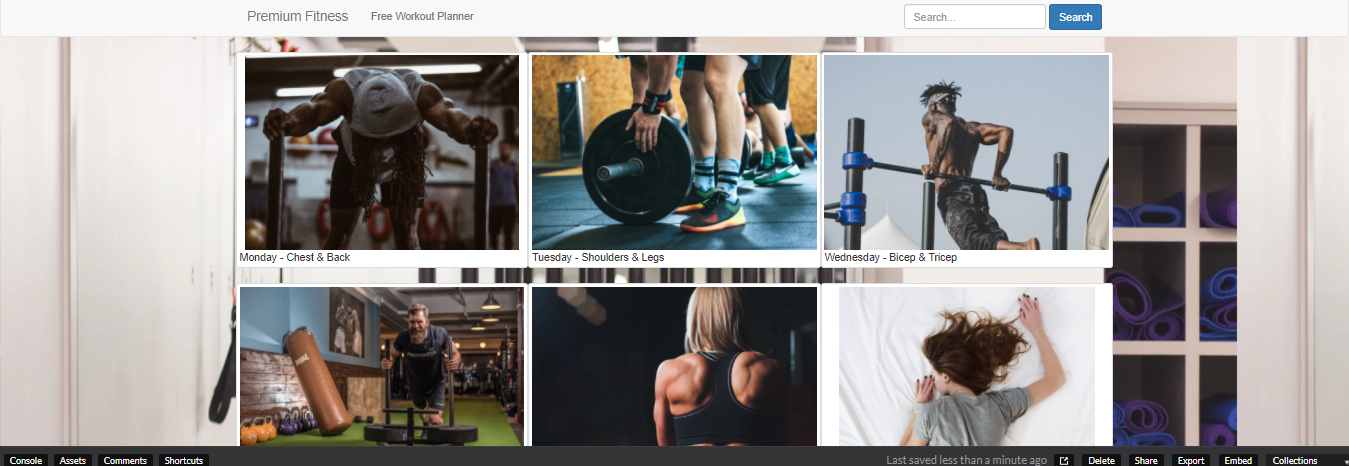 Premium Fitness Free Workout Planner Search... Search
Monday - Chest & Back Tuesday - Shoulders & Legs Wednesday - Bicep & Tricep
Console Assets Comments Shortcuts Last saved less than a minute ago Delete Share Export Embed Collections